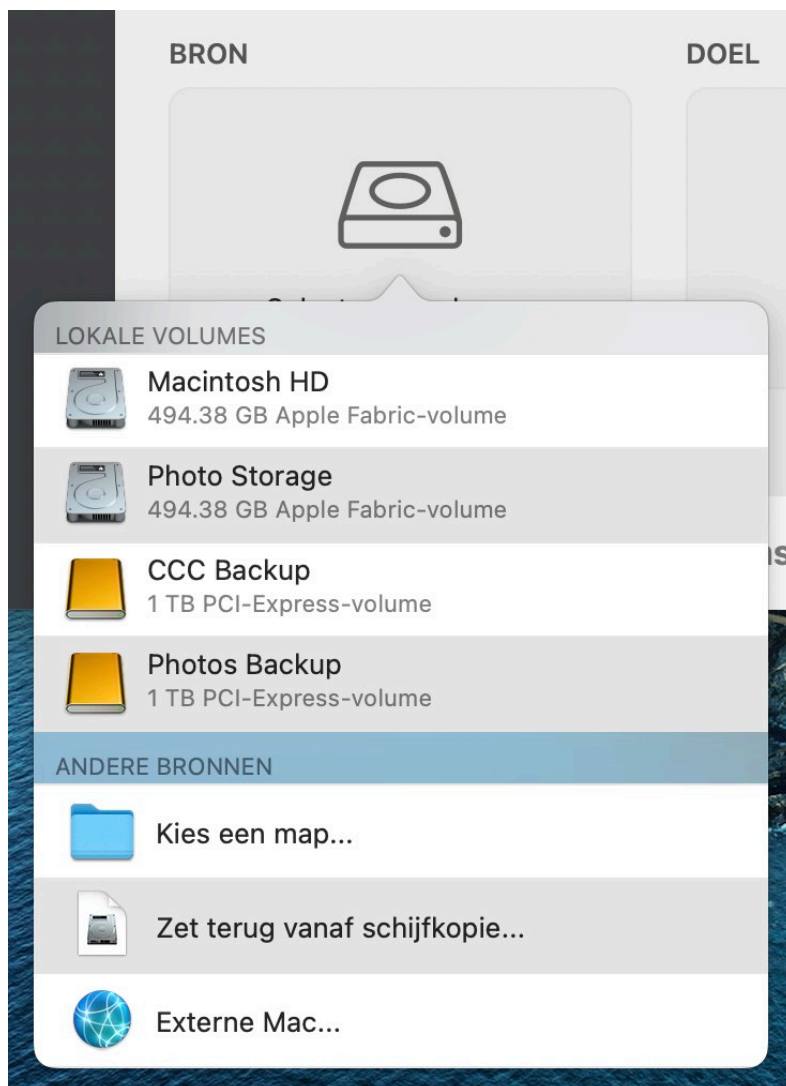 BRON
DOEL
LOKALE VOLUMES
Macintosh HD
494.38 GB Apple Fabric-volume
Photo Storage
494.38 GB Apple Fabric-volume
CCC Backup
1 TB PCI-Express-volume
Photos Backup
1 TB PCI-Express-volume
ANDERE BRONNEN
Kies een map...
Zet terug vanaf schijfkopie...
Externe Mac...